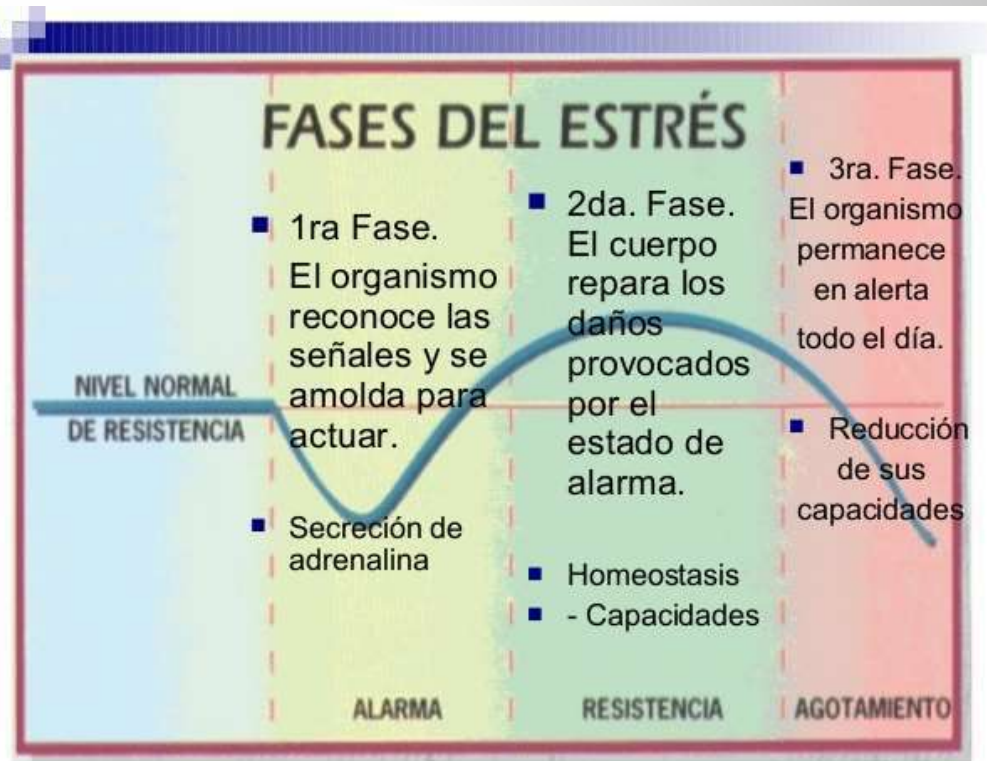 FASES DEL ESTRÉS
NIVEL NORMAL
DE RESISTENCIA
1ra Fase.
El organismo
reconoce las
señales y se
amolda para
actuar.
Secreción de
adrenalina
ALARMA
2da. Fase.
El cuerpo
repara los
daños
provocados
por el
estado de
alarma.
Homeostasis
- Capacidades
RESISTENCIA
3ra. Fase.
El organismo
permanece
en alerta
todo el día.
Reducción
de sus
capacidades
AGOTAMIENTO